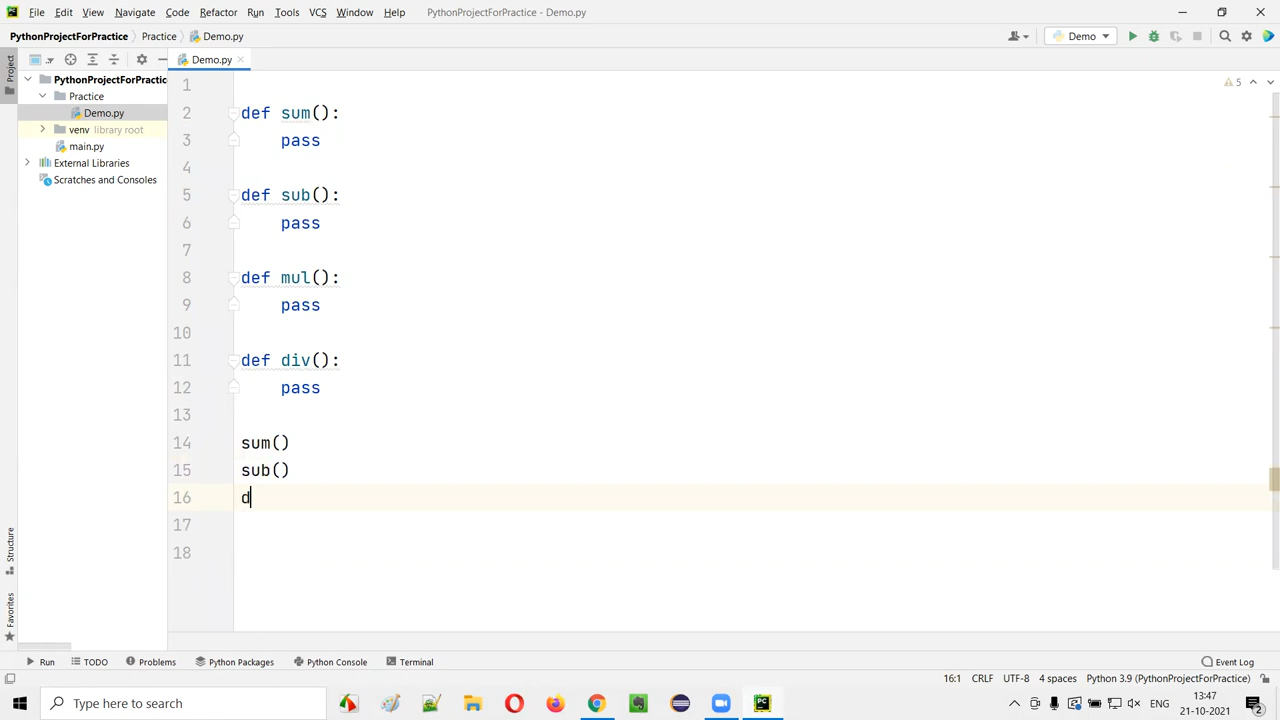 File Edit View Navigate Code Refactor Run Tools VCS Window Help PythonProjectForPractice - Demo.py
PythonProjectForPractice Practice Demo.py Demo
Project
Demo.py
PythonProjectForPractic
Practice
Demo.py
venv library root
main.py
External Libraries
Scratches and Consoles
5
1
2 def sum():
3 pass
4
5 def sub():
6 pass
7
8 def mul():
9 pass
10
11 def div():
12 pass
13
14 sum()
15 sub()
16 d
17
18
Structure
Favorites
Run TODO Problems Python Packages Python Console Terminal Event Log
16:1 CRLF UTF-8 4 spaces Python 3.9 (PythonProjectForPractice)
Type here to search
ENG
13:47
21-10-2021
2